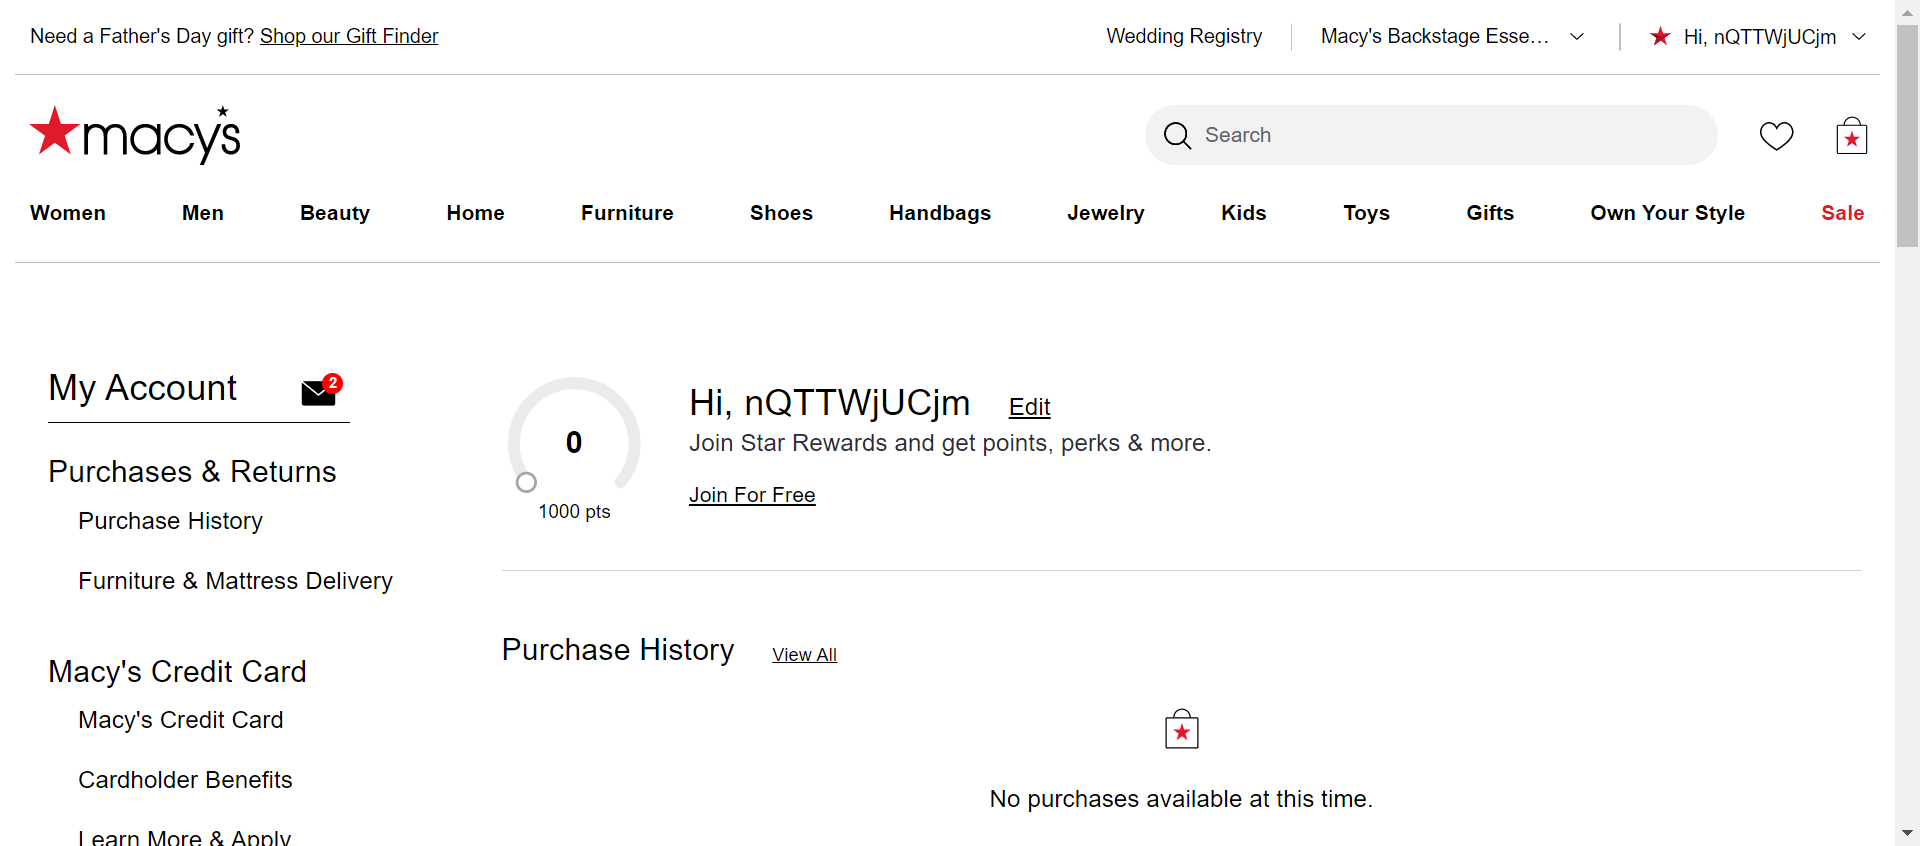 Need a Father's Day gift? Shop our Gift Finder
Wedding Registry
Macy's Backstage Esse...
Hi, nQTTWjUCjm
macy's
Search
Women Men Beauty Home Furniture Shoes Handbags Jewelry Kids Toys Gifts Own Your Style Sale
My Account
2
Purchases & Returns
Purchase History
Furniture & Mattress Delivery
Macy's Credit Card
Macy's Credit Card
Cardholder Benefits
Learn More & Apply
0
1000 pts
Hi, nQTTWjUCjm Edit
Join Star Rewards and get points, perks & more.
Join For Free
Purchase History View All
No purchases available at this time.